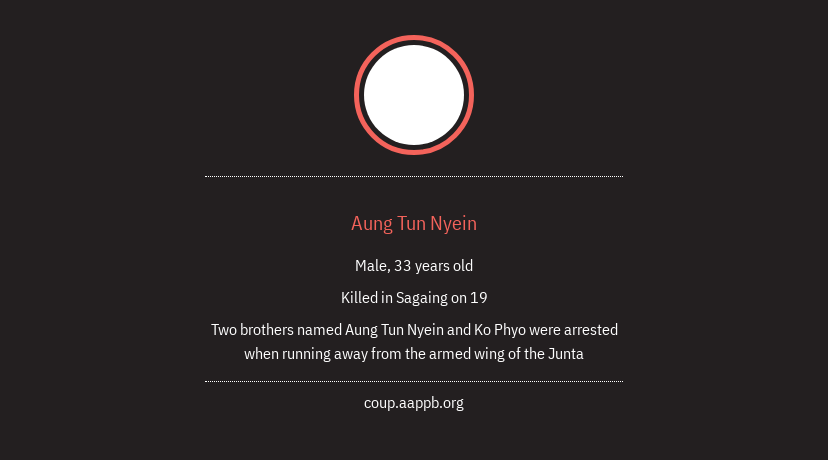 Aung Tun Nyein
Male, 33 years old
Killed in Sagaing on 19
Two brothers named Aung Tun Nyein and Ko Phyo were arrested
when running away from the armed wing of the Junta
coup.aappb.org